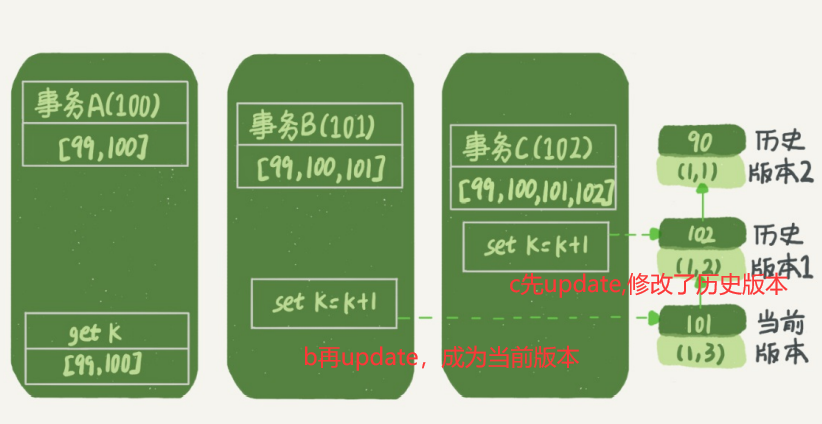 事务A(100)
[99,100]
get k
[99,100]
事务B(101)
[99,100,101]
set k=k+1
事务C(102)
[99,100,101,102]
set k=k+1
90
(1,1)
历史
版本2
102
(1,2)
历史
版本1
101
(1,3)
当前
版本
c先update,修改了历史版本
b再update，成为当前版本